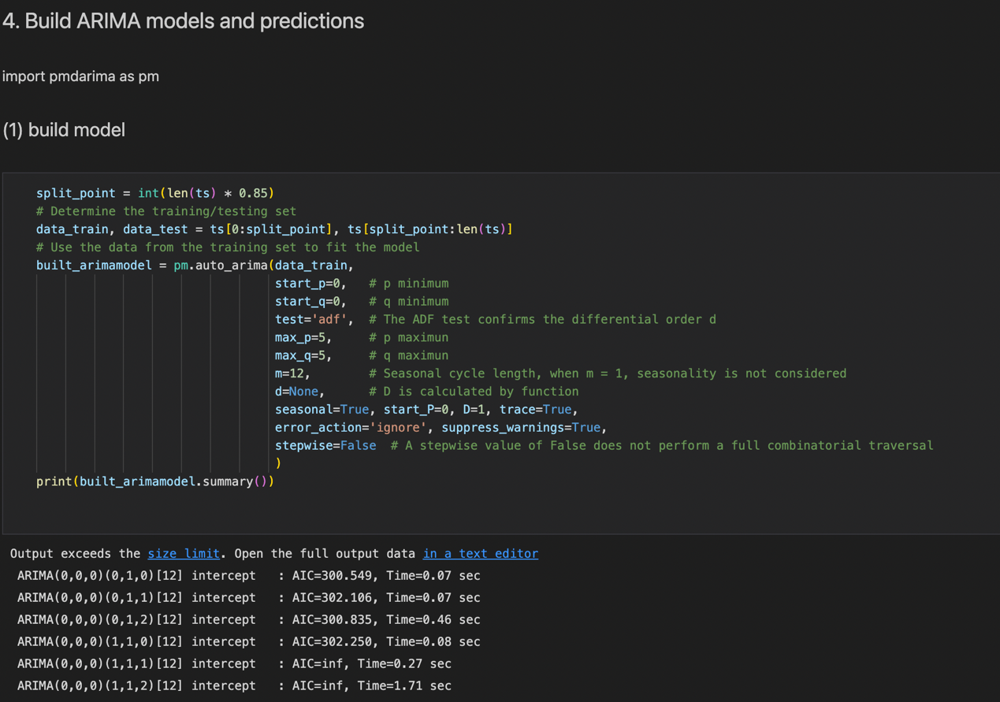 4. Build ARIMA models and predictions
import pmdarima as pm
(1) build model
split_point = int(len(ts) * 0.85)
# Determine the training/testing set
data_train, data_test = ts[0:split_point], ts[split_point:len(ts)]
# Use the data from the training set to fit the model
built_arimamodel = pm.auto_arima(data_train,
start_p=0,   # p minimum
start_q=0,   # q minimum
test='adf',  # The ADF test confirms the differential order d
max_p=5,     # p maximun
max_q=5,     # q maximun
m=12,        # Seasonal cycle length, when m = 1, seasonality is not considered
d=None,      # D is calculated by function
seasonal=True, start_P=0, D=1, trace=True,
error_action='ignore', suppress_warnings=True,
stepwise=False  # A stepwise value of False does not perform a full combinatorial traversal
)
print(built_arimamodel.summary())
Output exceeds the size limit. Open the full output data in a text editor
ARIMA(0,0,0)(0,1,0)[12] intercept   : AIC=300.549, Time=0.07 sec
ARIMA(0,0,0)(0,1,1)[12] intercept   : AIC=302.106, Time=0.07 sec
ARIMA(0,0,0)(0,1,2)[12] intercept   : AIC=300.835, Time=0.46 sec
ARIMA(0,0,0)(1,1,0)[12] intercept   : AIC=302.250, Time=0.08 sec
ARIMA(0,0,0)(1,1,1)[12] intercept   : AIC=inf, Time=0.27 sec
ARIMA(0,0,0)(1,1,2)[12] intercept   : AIC=inf, Time=1.71 sec